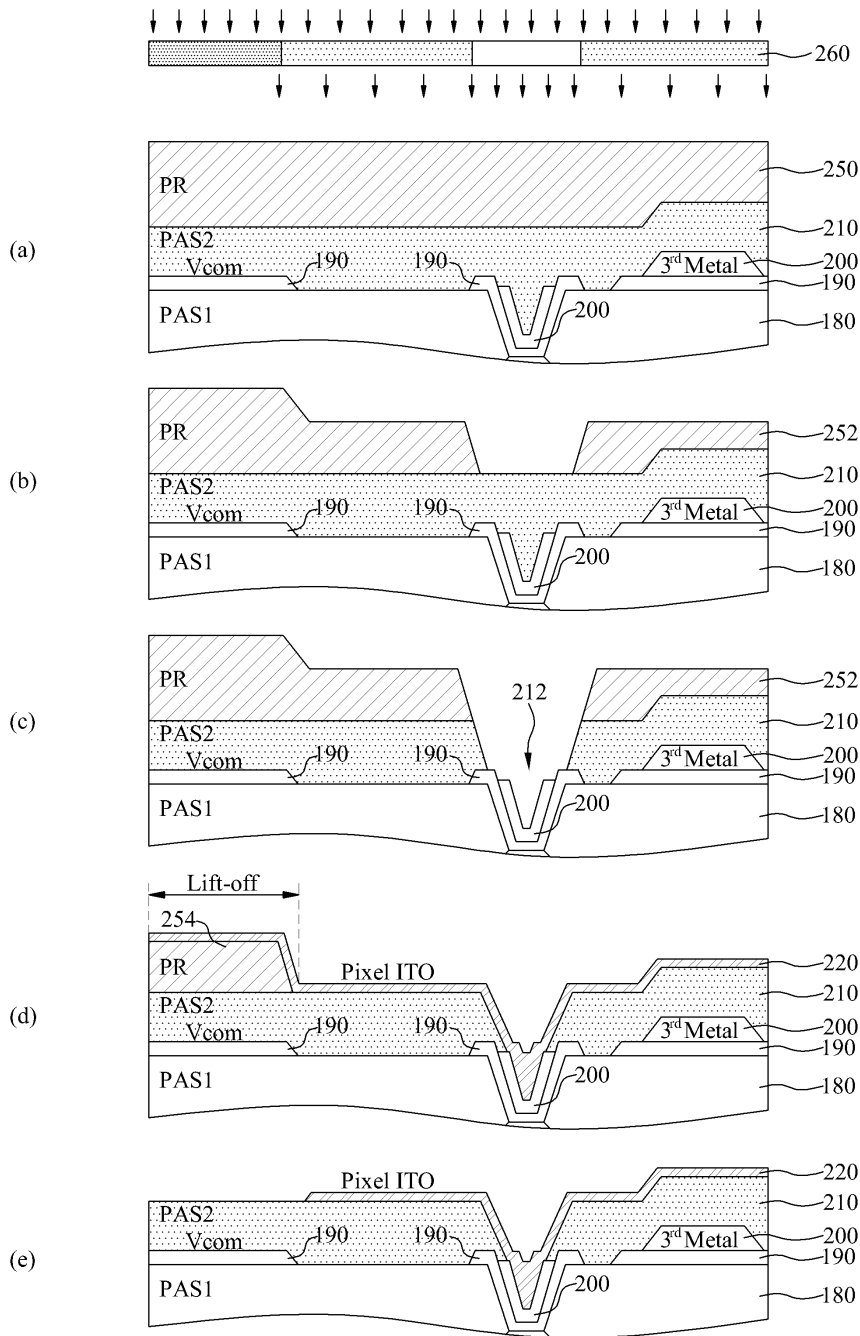 260
(a)
PR
250
PAS2
210
Vcom
190
190
3rd Metal
200
190
PAS1
200
180
(b)
PR
252
PAS2
210
Vcom
190
190
3rd Metal
200
190
PAS1
200
180
(c)
PR
212
252
PAS2
210
Vcom
190
190
3rd Metal
200
190
PAS1
200
180
(d)
Lift-off
254
PR
Pixel ITO
220
PAS2
210
Vcom
190
190
3rd Metal
200
190
PAS1
200
180
(e)
Pixel ITO
220
PAS2
210
Vcom
190
190
3rd Metal
200
190
PAS1
200
180